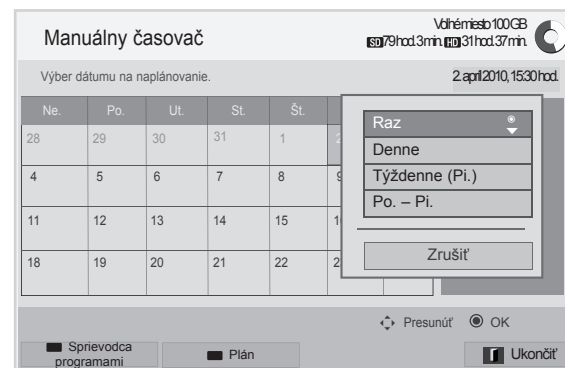 Manuálny časovač
Voľné miesto 100 GB
SD 79 hod. 3 min. HD 31 hod. 37 min.
Výber dátumu na naplánovanie.
2. apríl 2010, 15:30 hod.
Ne. Po. Ut. St. Št.
28 29 30 31 1 2
4 5 6 7 8 9
11 12 13 14 15
18 19 20 21 22
Raz
Denne
Týždenne (Pi.)
Po. – Pi.
Zrušiť
Presunúť OK
Sprievodca
programami
Plán
Ukončiť